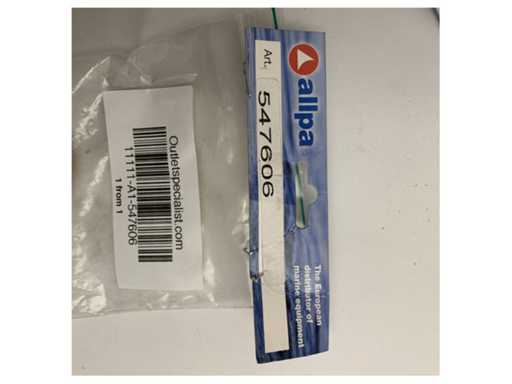 Outletspecialist.com
11111-A1-547606
1 from 1
allpa
Art.
547606
The European
distributor of
marine equipment